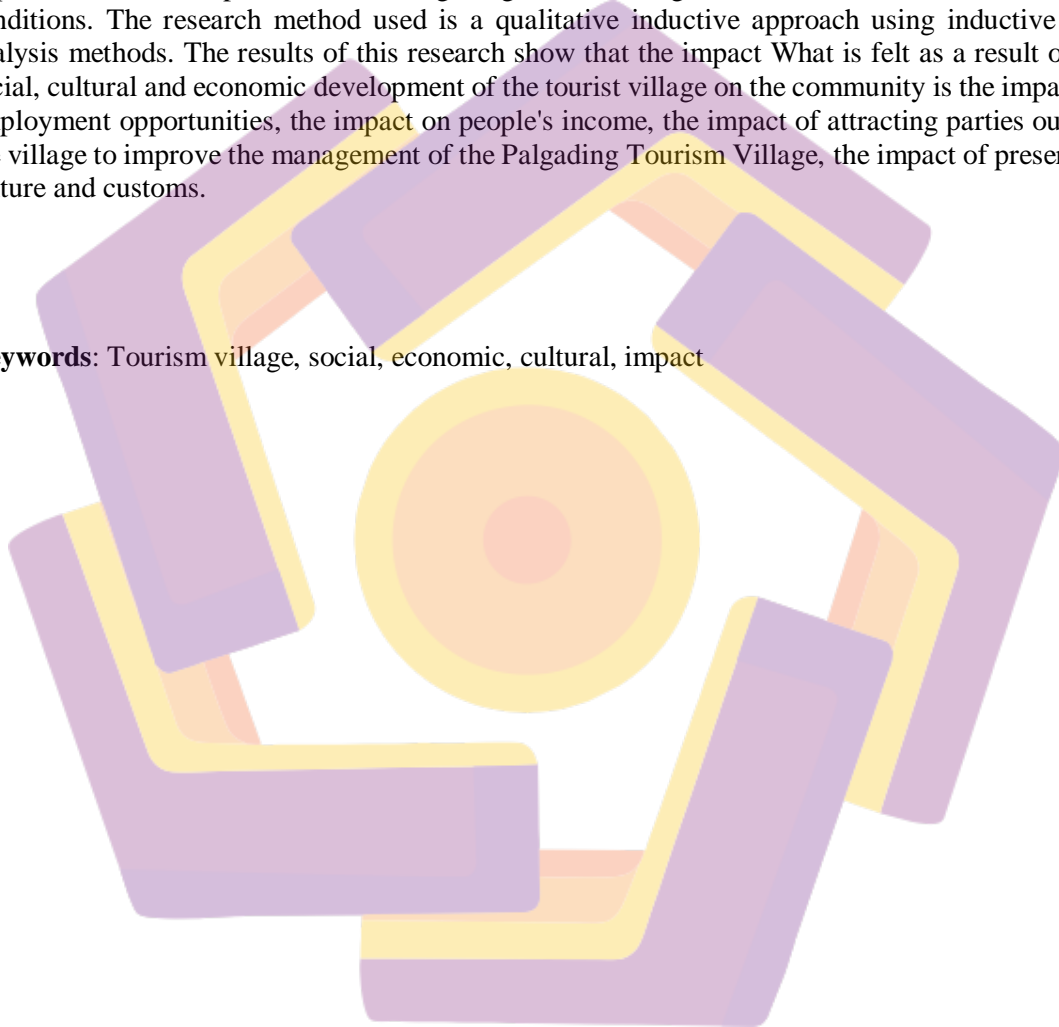 nditions. The research method used is a qualitative inductive approach using inductive
alysis methods. The results of this research show that the impact What is felt as a result o
cial, cultural and economic development of the tourist village on the community is the impa
ployment opportunities, the impact on people's income, the impact of attracting parties ou
e village to improve the management of the Palgading Tourism Village, the impact of preser
ture and customs.
eywords: Tourism village, social, economic, cultural, impact